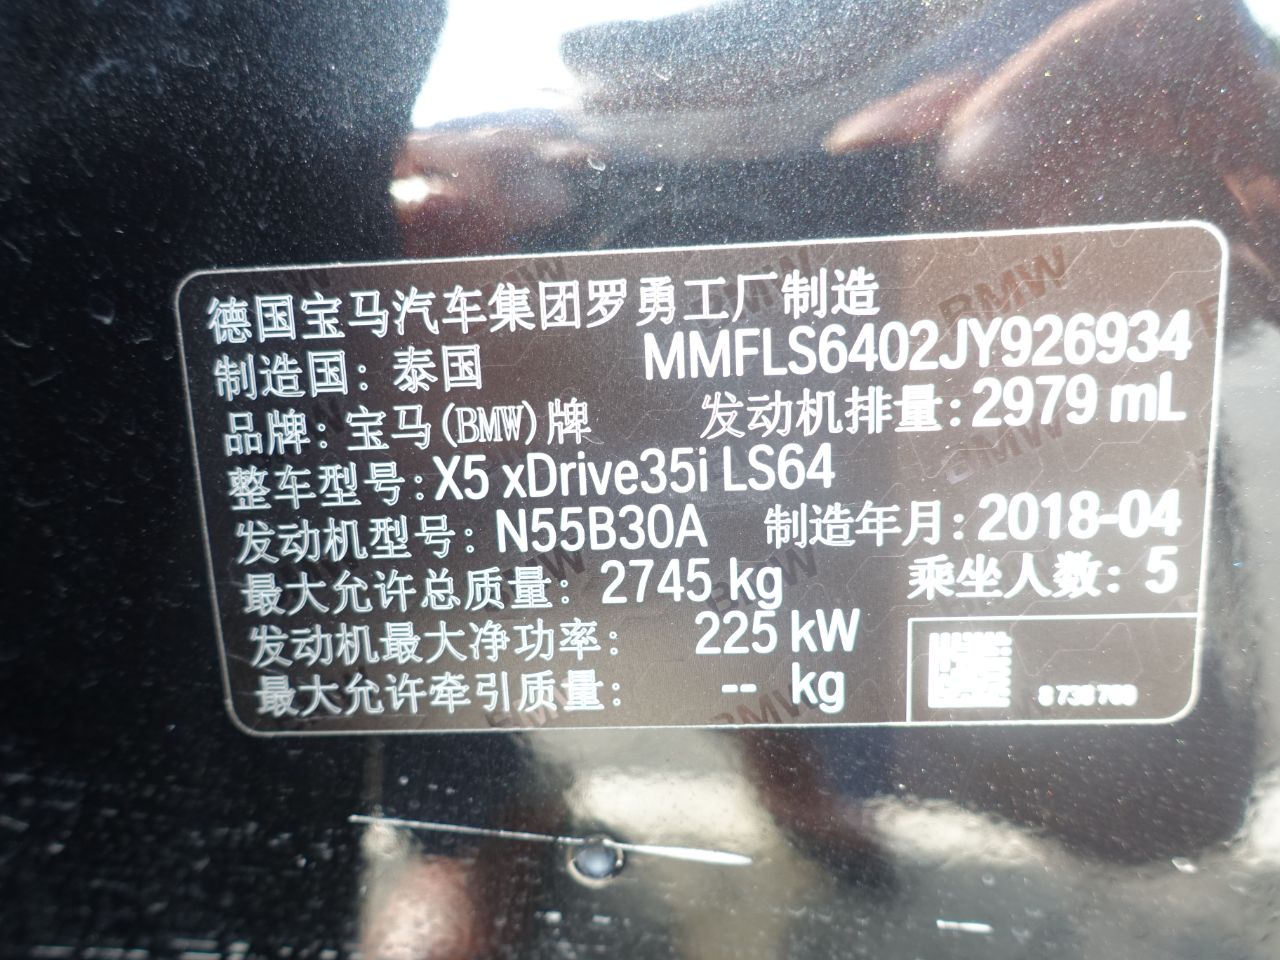 德国宝马汽车集团罗勇工厂制造
制造国：泰国 MMFLS6402JY926934
品牌：宝马(BMW)牌 发动机排量：2979 mL
整车型号：X5 xDrive35i LS64
发动机型号：N55B30A 制造年月：2018-04
最大允许总质量：2745 kg 乘坐人数：5
发动机最大净功率： 225 kW
最大允许牵引质量： -- kg